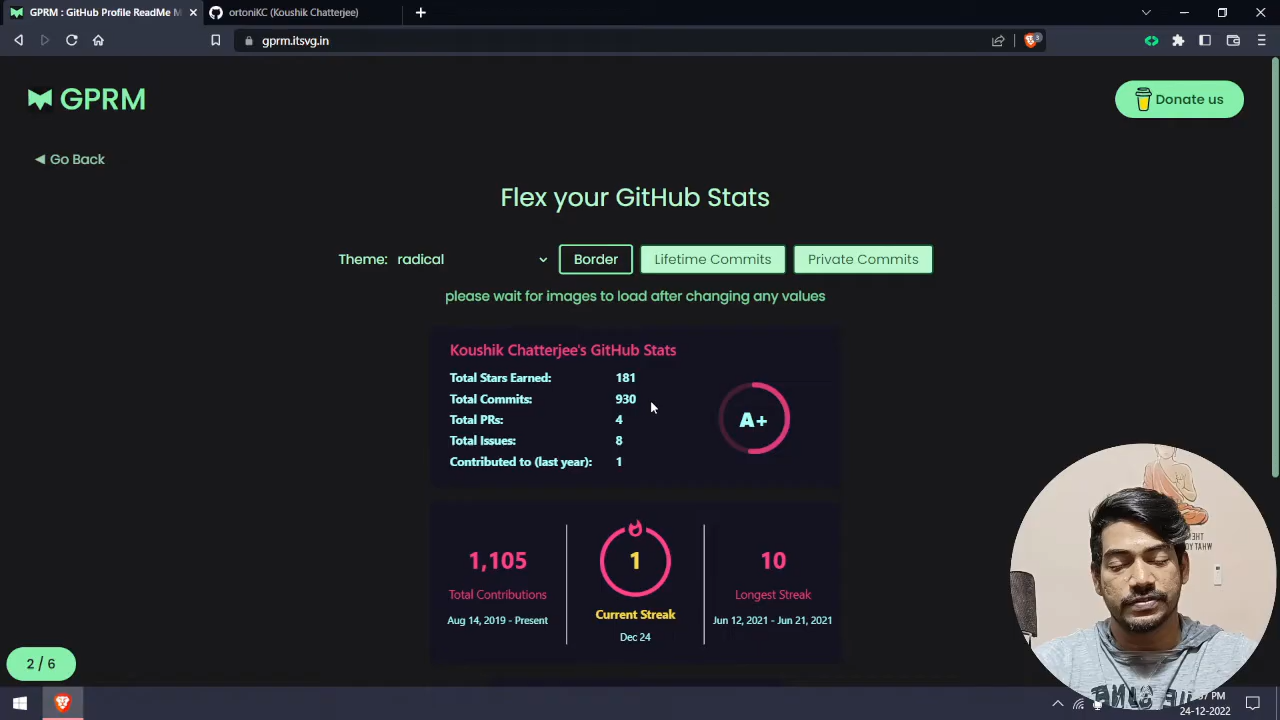 GPRM : GitHub Profile ReadMe M
ortoniKC (Koushik Chatterjee)
gprm.itsvg.in
3
GPRM
Donate us
Go Back
Flex your GitHub Stats
Theme: radical
Border
Lifetime Commits
Private Commits
please wait for images to load after changing any values
Koushik Chatterjee's GitHub Stats
Total Stars Earned: 181
Total Commits: 930
Total PRs: 4
Total Issues: 8
Contributed to (last year): 1
A+
1,105
Total Contributions
Aug 14, 2019 - Present
1
Current Streak
Dec 24
10
Longest Streak
Jun 12, 2021 - Jun 21, 2021
2 / 6
PM
24-12-2022